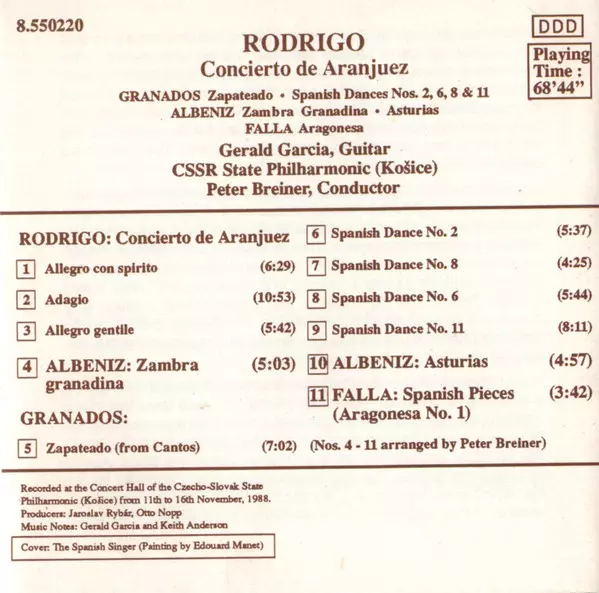 8.550220
DDD
RODRIGO
Concierto de Aranjuez
Playing
Time :
68'44"
GRANADOS Zapateado • Spanish Dances Nos. 2, 6, 8 & 11
ALBENIZ Zambra Granadina • Asturias
FALLA Aragonesa
Gerald Garcia, Guitar
CSSR State Philharmonic (Košice)
Peter Breiner, Conductor
RODRIGO: Concierto de Aranjuez
1 Allegro con spirito (6:29)
2 Adagio (10:53)
3 Allegro gentile (5:42)
4 ALBENIZ: Zambra (5:03)
granadina
GRANADOS:
5 Zapateado (from Cantos) (7:02)
6 Spanish Dance No. 2 (5:37)
7 Spanish Dance No. 8 (4:25)
8 Spanish Dance No. 6 (5:44)
9 Spanish Dance No. 11 (8:11)
10 ALBENIZ: Asturias (4:57)
11 FALLA: Spanish Pieces (3:42)
(Aragonesa No. 1)
(Nos. 4 - 11 arranged by Peter Breiner)
Recorded at the Concert Hall of the Czecho-Slovak State
Philharmonic (Košice) from 11th to 16th November, 1988.
Producers: Jaroslav Rybár, Otto Nopp
Music Notes: Gerald Garcia and Keith Anderson
Cover: The Spanish Singer (Painting by Edouard Manet)